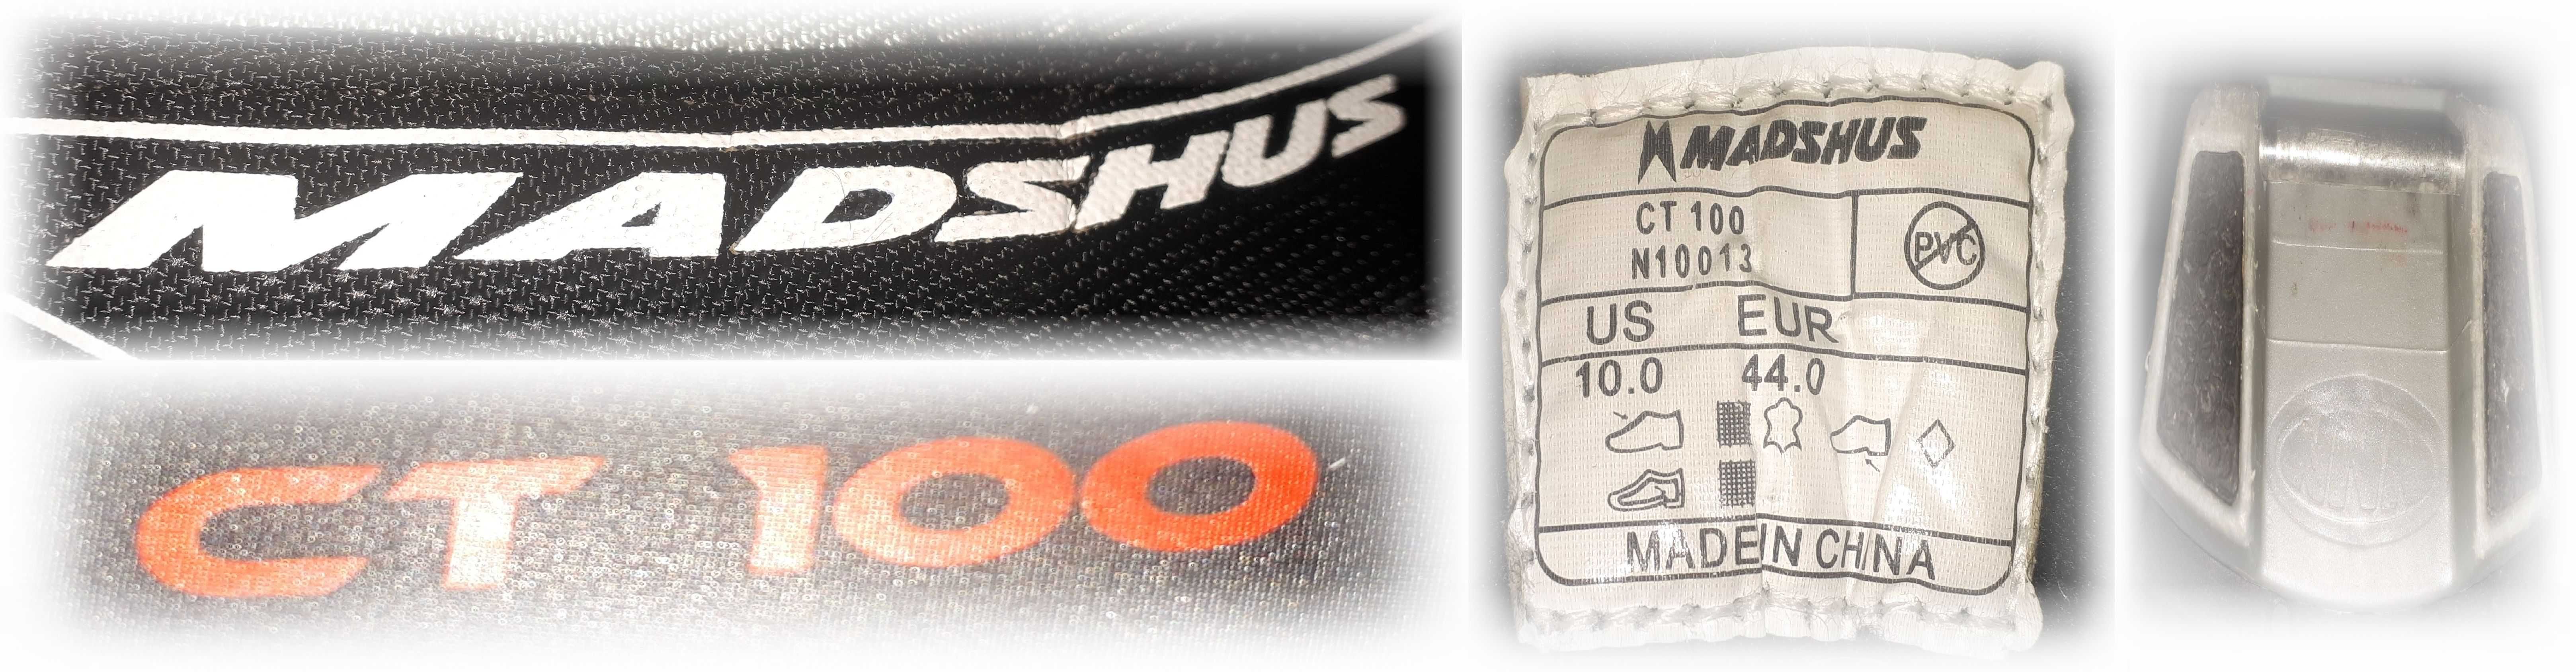 MADSHUS
CT 100
MADSHUS
CT 100
N10013
PVC
US EUR
10.0 44.0
MADE IN CHINA